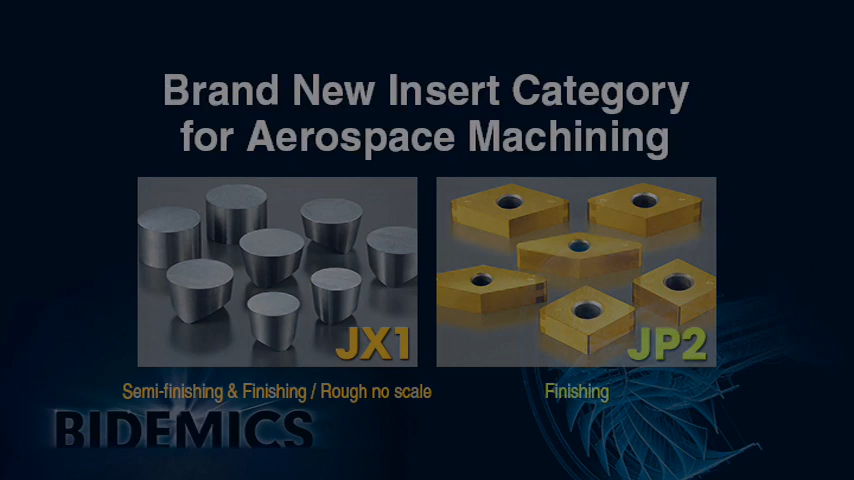 Brand New Insert Category
for Aerospace Machining
JX1
JP2
Semi-finishing & Finishing / Rough no scale
Finishing
BIDEMICS